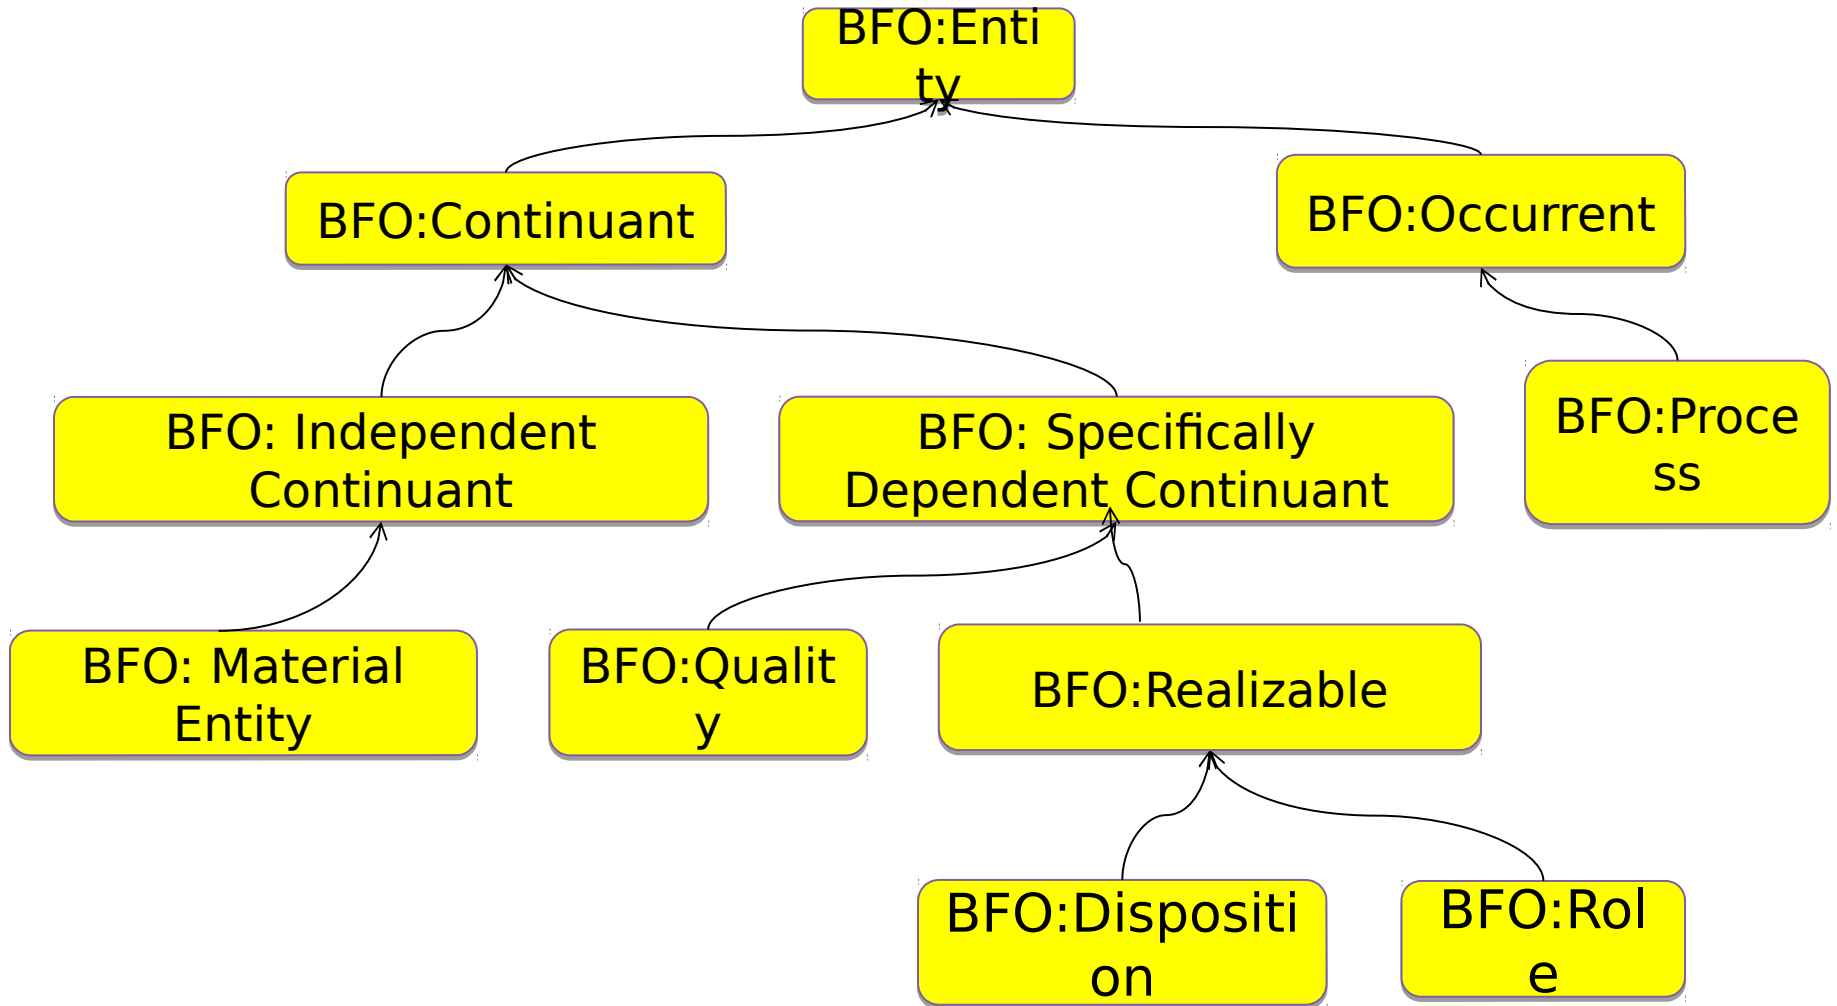 BFO:Enti
ty
BFO:Continuant
BFO:Occurrent
BFO: Independent
Continuant
BFO: Specifically
Dependent Continuant
BFO:Proce
ss
BFO: Material
Entity
BFO:Qualit
y
BFO:Realizable
BFO:Dispositi
on
BFO:Rol
e